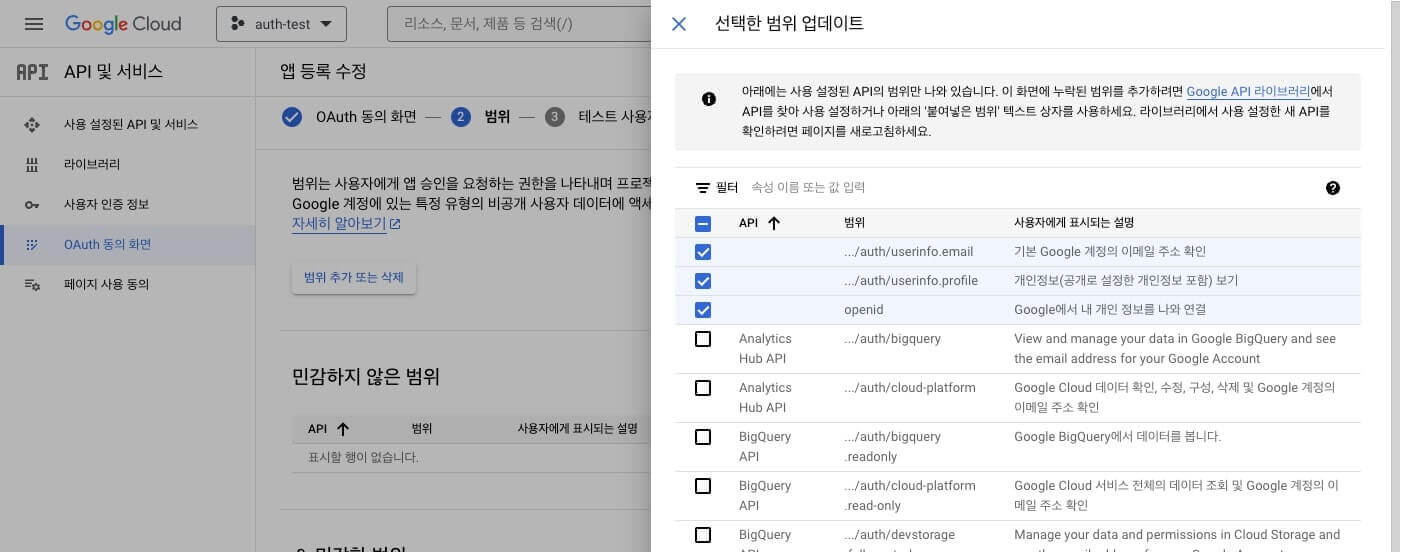 Google Cloud
auth-test
리소스, 문서, 제품 등 검색(/)
API
API 및 서비스
사용 설정된 API 및 서비스
라이브러리
사용자 인증 정보
OAuth 동의 화면
페이지 사용 동의
앱 등록 수정
OAuth 동의 화면 — 2 범위 — 3 테스트 사용자
범위는 사용자에게 앱 승인을 요청하는 권한을 나타내며 프로젝
Google 계정에 있는 특정 유형의 비공개 사용자 데이터에 액세
자세히 알아보기
범위 추가 또는 삭제
민감하지 않은 범위
API 범위 사용자에게 표시되는 설명
표시할 행이 없습니다.
선택한 범위 업데이트
아래에는 사용 설정된 API의 범위만 나와 있습니다. 이 화면에 누락된 범위를 추가하려면 Google API 라이브러리에서
API를 찾아 사용 설정하거나 아래의 '붙여넣은 범위' 텍스트 상자를 사용하세요. 라이브러리에서 사용 설정한 새 API를
확인하려면 페이지를 새로고침하세요.
필터 속성 이름 또는 값 입력
API 범위 사용자에게 표시되는 설명
.../auth/userinfo.email 기본 Google 계정의 이메일 주소 확인
.../auth/userinfo.profile 개인정보(공개로 설정한 개인정보 포함) 보기
openid Google에서 내 개인 정보를 나와 연결
Analytics .../auth/bigquery View and manage your data in Google BigQuery and see
Hub API the email address for your Google Account
Analytics .../auth/cloud-platform Google Cloud 데이터 확인, 수정, 구성, 삭제 및 Google 계정의
Hub API 이메일 주소 확인
BigQuery .../auth/bigquery Google BigQuery에서 데이터를 봅니다.
API .readonly
BigQuery .../auth/cloud-platform Google Cloud 서비스 전체의 데이터 조회 및 Google 계정의 이
API .read-only 메일 주소 확인
BigQuery .../auth/devstorage Manage your data and permissions in Cloud Storage and